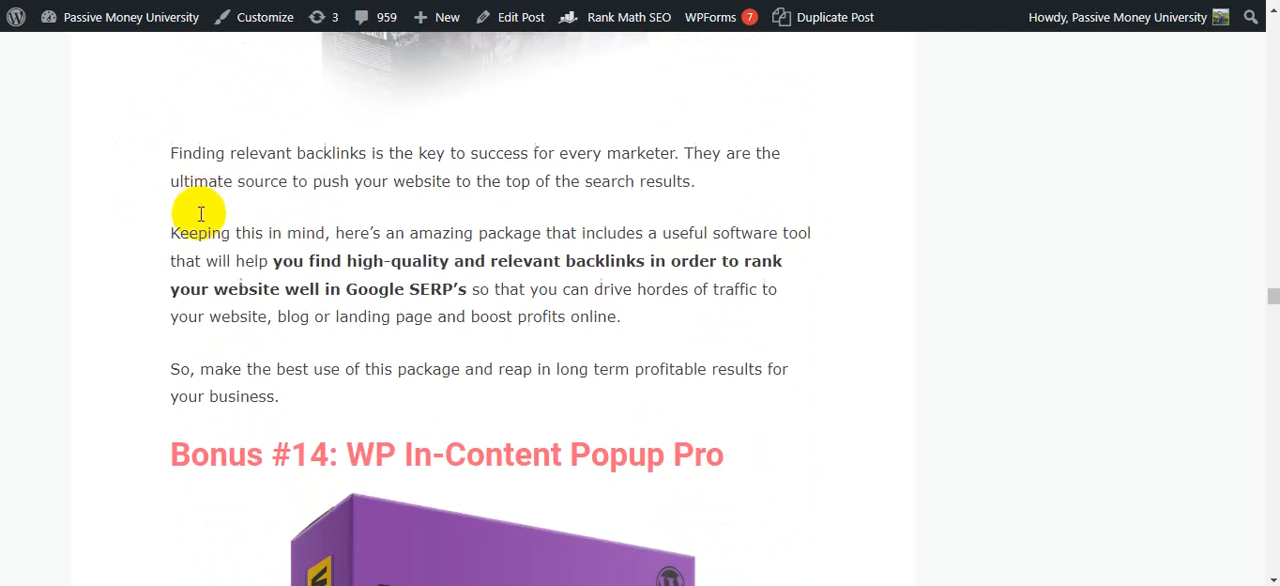 Passive Money University Customize 3 959 New Edit Post Rank Math SEO WPForms 7 Duplicate Post Howdy, Passive Money University
Finding relevant backlinks is the key to success for every marketer. They are the
ultimate source to push your website to the top of the search results.
Keeping this in mind, here’s an amazing package that includes a useful software tool
that will help you find high-quality and relevant backlinks in order to rank
your website well in Google SERP’s so that you can drive hordes of traffic to
your website, blog or landing page and boost profits online.
So, make the best use of this package and reap in long term profitable results for
your business.
Bonus #14: WP In-Content Popup Pro